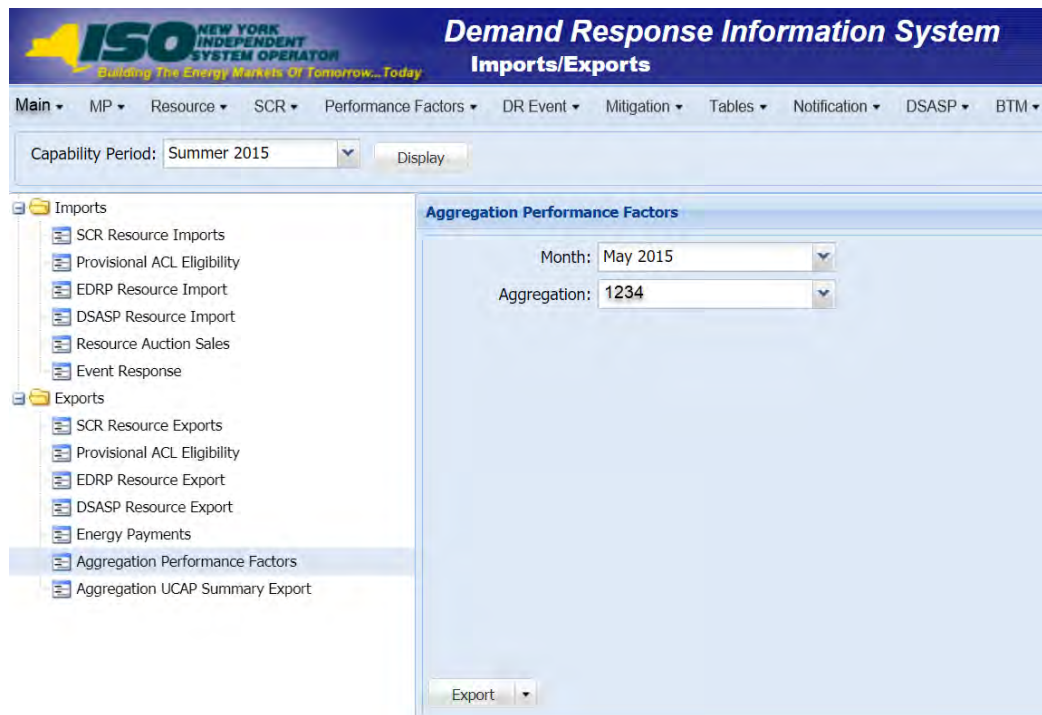 ISO NEW YORK INDEPENDENT SYSTEM OPERATOR
Building The Energy Markets Of Tomorrow...Today
Demand Response Information System
Imports/Exports
Main MP Resource SCR Performance Factors DR Event Mitigation Tables Notification DSASP BTM
Capability Period: Summer 2015 Display
Imports
SCR Resource Imports
Provisional ACL Eligibility
EDRP Resource Import
DSASP Resource Import
Resource Auction Sales
Event Response
Exports
SCR Resource Exports
Provisional ACL Eligibility
EDRP Resource Export
DSASP Resource Export
Energy Payments
Aggregation Performance Factors
Aggregation UCAP Summary Export
Aggregation Performance Factors
Month: May 2015
Aggregation: 1234
Export